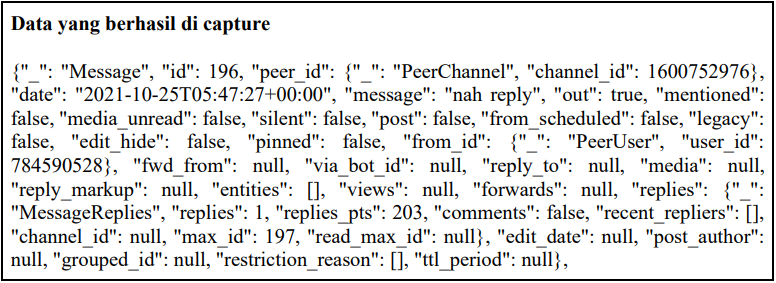 Data yang berhasil di capture
{"_": "Message", "id": 196, "peer_id": {"_": "PeerChannel", "channel_id": 1600752976},
"date": "2021-10-25T05:47:27+00:00", "message": "nah reply", "out": true, "mentioned":
false, "media_unread": false, "silent": false, "post": false, "from_scheduled": false, "legacy":
false, "edit_hide": false, "pinned": false, "from_id": {"_": "PeerUser", "user_id":
784590528}, "fwd_from": null, "via_bot_id": null, "reply_to": null, "media": null,
"reply_markup": null, "entities": [], "views": null, "forwards": null, "replies": {"_":
"MessageReplies", "replies": 1, "replies_pts": 203, "comments": false, "recent_repliers": [],
"channel_id": null, "max_id": 197, "read_max_id": null}, "edit_date": null, "post_author":
null, "grouped_id": null, "restriction_reason": [], "ttl_period": null},